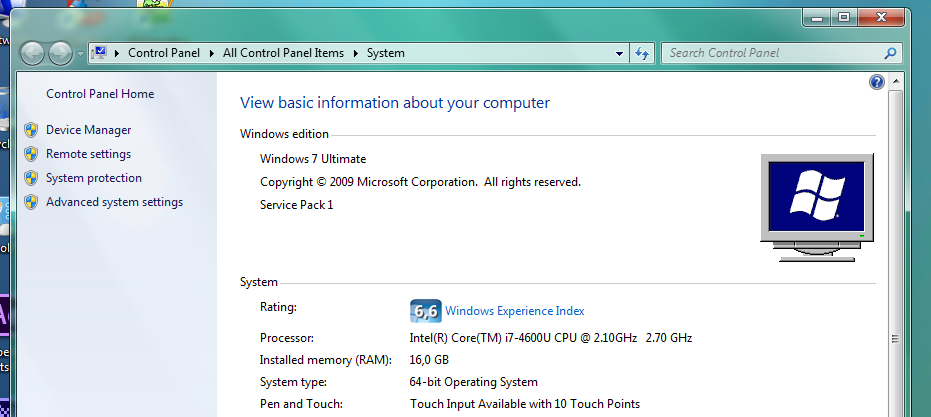 Control Panel ▸ All Control Panel Items ▸ System
Search Control Panel
Control Panel Home
Device Manager
Remote settings
System protection
Advanced system settings
View basic information about your computer
Windows edition
Windows 7 Ultimate
Copyright © 2009 Microsoft Corporation. All rights reserved.
Service Pack 1
System
Rating: 6,6 Windows Experience Index
Processor: Intel(R) Core(TM) i7-4600U CPU @ 2.10GHz 2.70 GHz
Installed memory (RAM): 16,0 GB
System type: 64-bit Operating System
Pen and Touch: Touch Input Available with 10 Touch Points